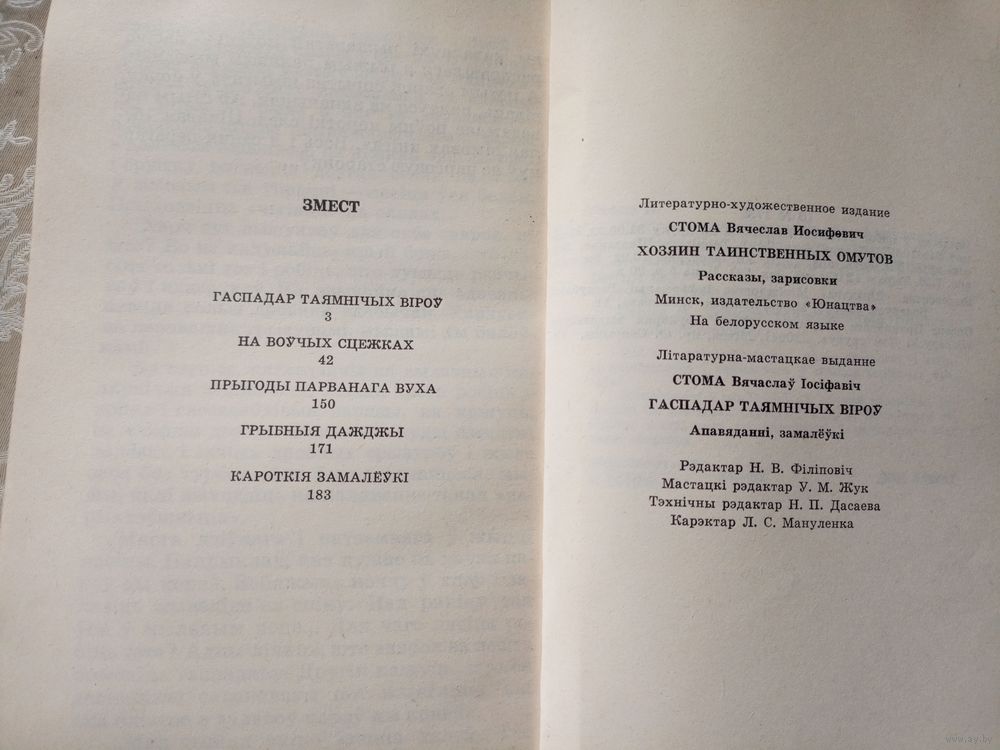 ЗМЕСТ
ГАСПАДАР ТАЯМНІЧЫХ ВІРОЎ
3
НА ВОЎЧЫХ СЦЕЖКАХ
42
ПРЫГОДЫ ПАРВАНАГА ВУХА
150
ГРЫБНЫЯ ДАЖДЖЫ
171
КАРОТКІЯ ЗАМАЛЁЎКІ
183
Литературно-художественное издание
СТОМА Вячеслав Иосифович
ХОЗЯИН ТАИНСТВЕННЫХ ОМУТОВ
Рассказы, зарисовки
Минск, издательство «Юнацтва»
На белорусском языке
Літаратурна-мастацкае выданне
СТОМА Вячаслаў Іосіфавіч
ГАСПАДАР ТАЯМНІЧЫХ ВІРОЎ
Апавяданні, замалёўкі
Рэдактар Н. В. Філіповіч
Мастацкі рэдактар У. М. Жук
Тэхнічны рэдактар Н. П. Дасаева
Карэктар Л. С. Мануленка
www.ay.by